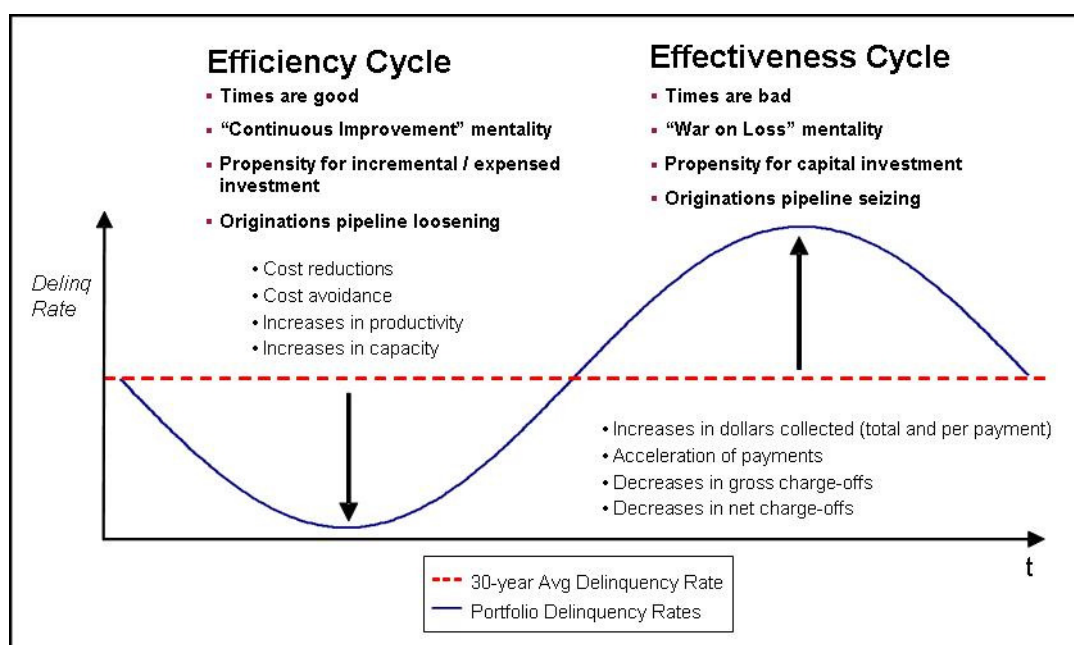 Efficiency Cycle
▪ Times are good
▪ “Continuous Improvement” mentality
▪ Propensity for incremental / expensed
investment
▪ Originations pipeline loosening
Effectiveness Cycle
▪ Times are bad
▪ “War on Loss” mentality
▪ Propensity for capital investment
▪ Originations pipeline seizing
Delinq
Rate
• Cost reductions
• Cost avoidance
• Increases in productivity
• Increases in capacity
• Increases in dollars collected (total and per payment)
• Acceleration of payments
• Decreases in gross charge-offs
• Decreases in net charge-offs
t
30-year Avg Delinquency Rate
Portfolio Delinquency Rates